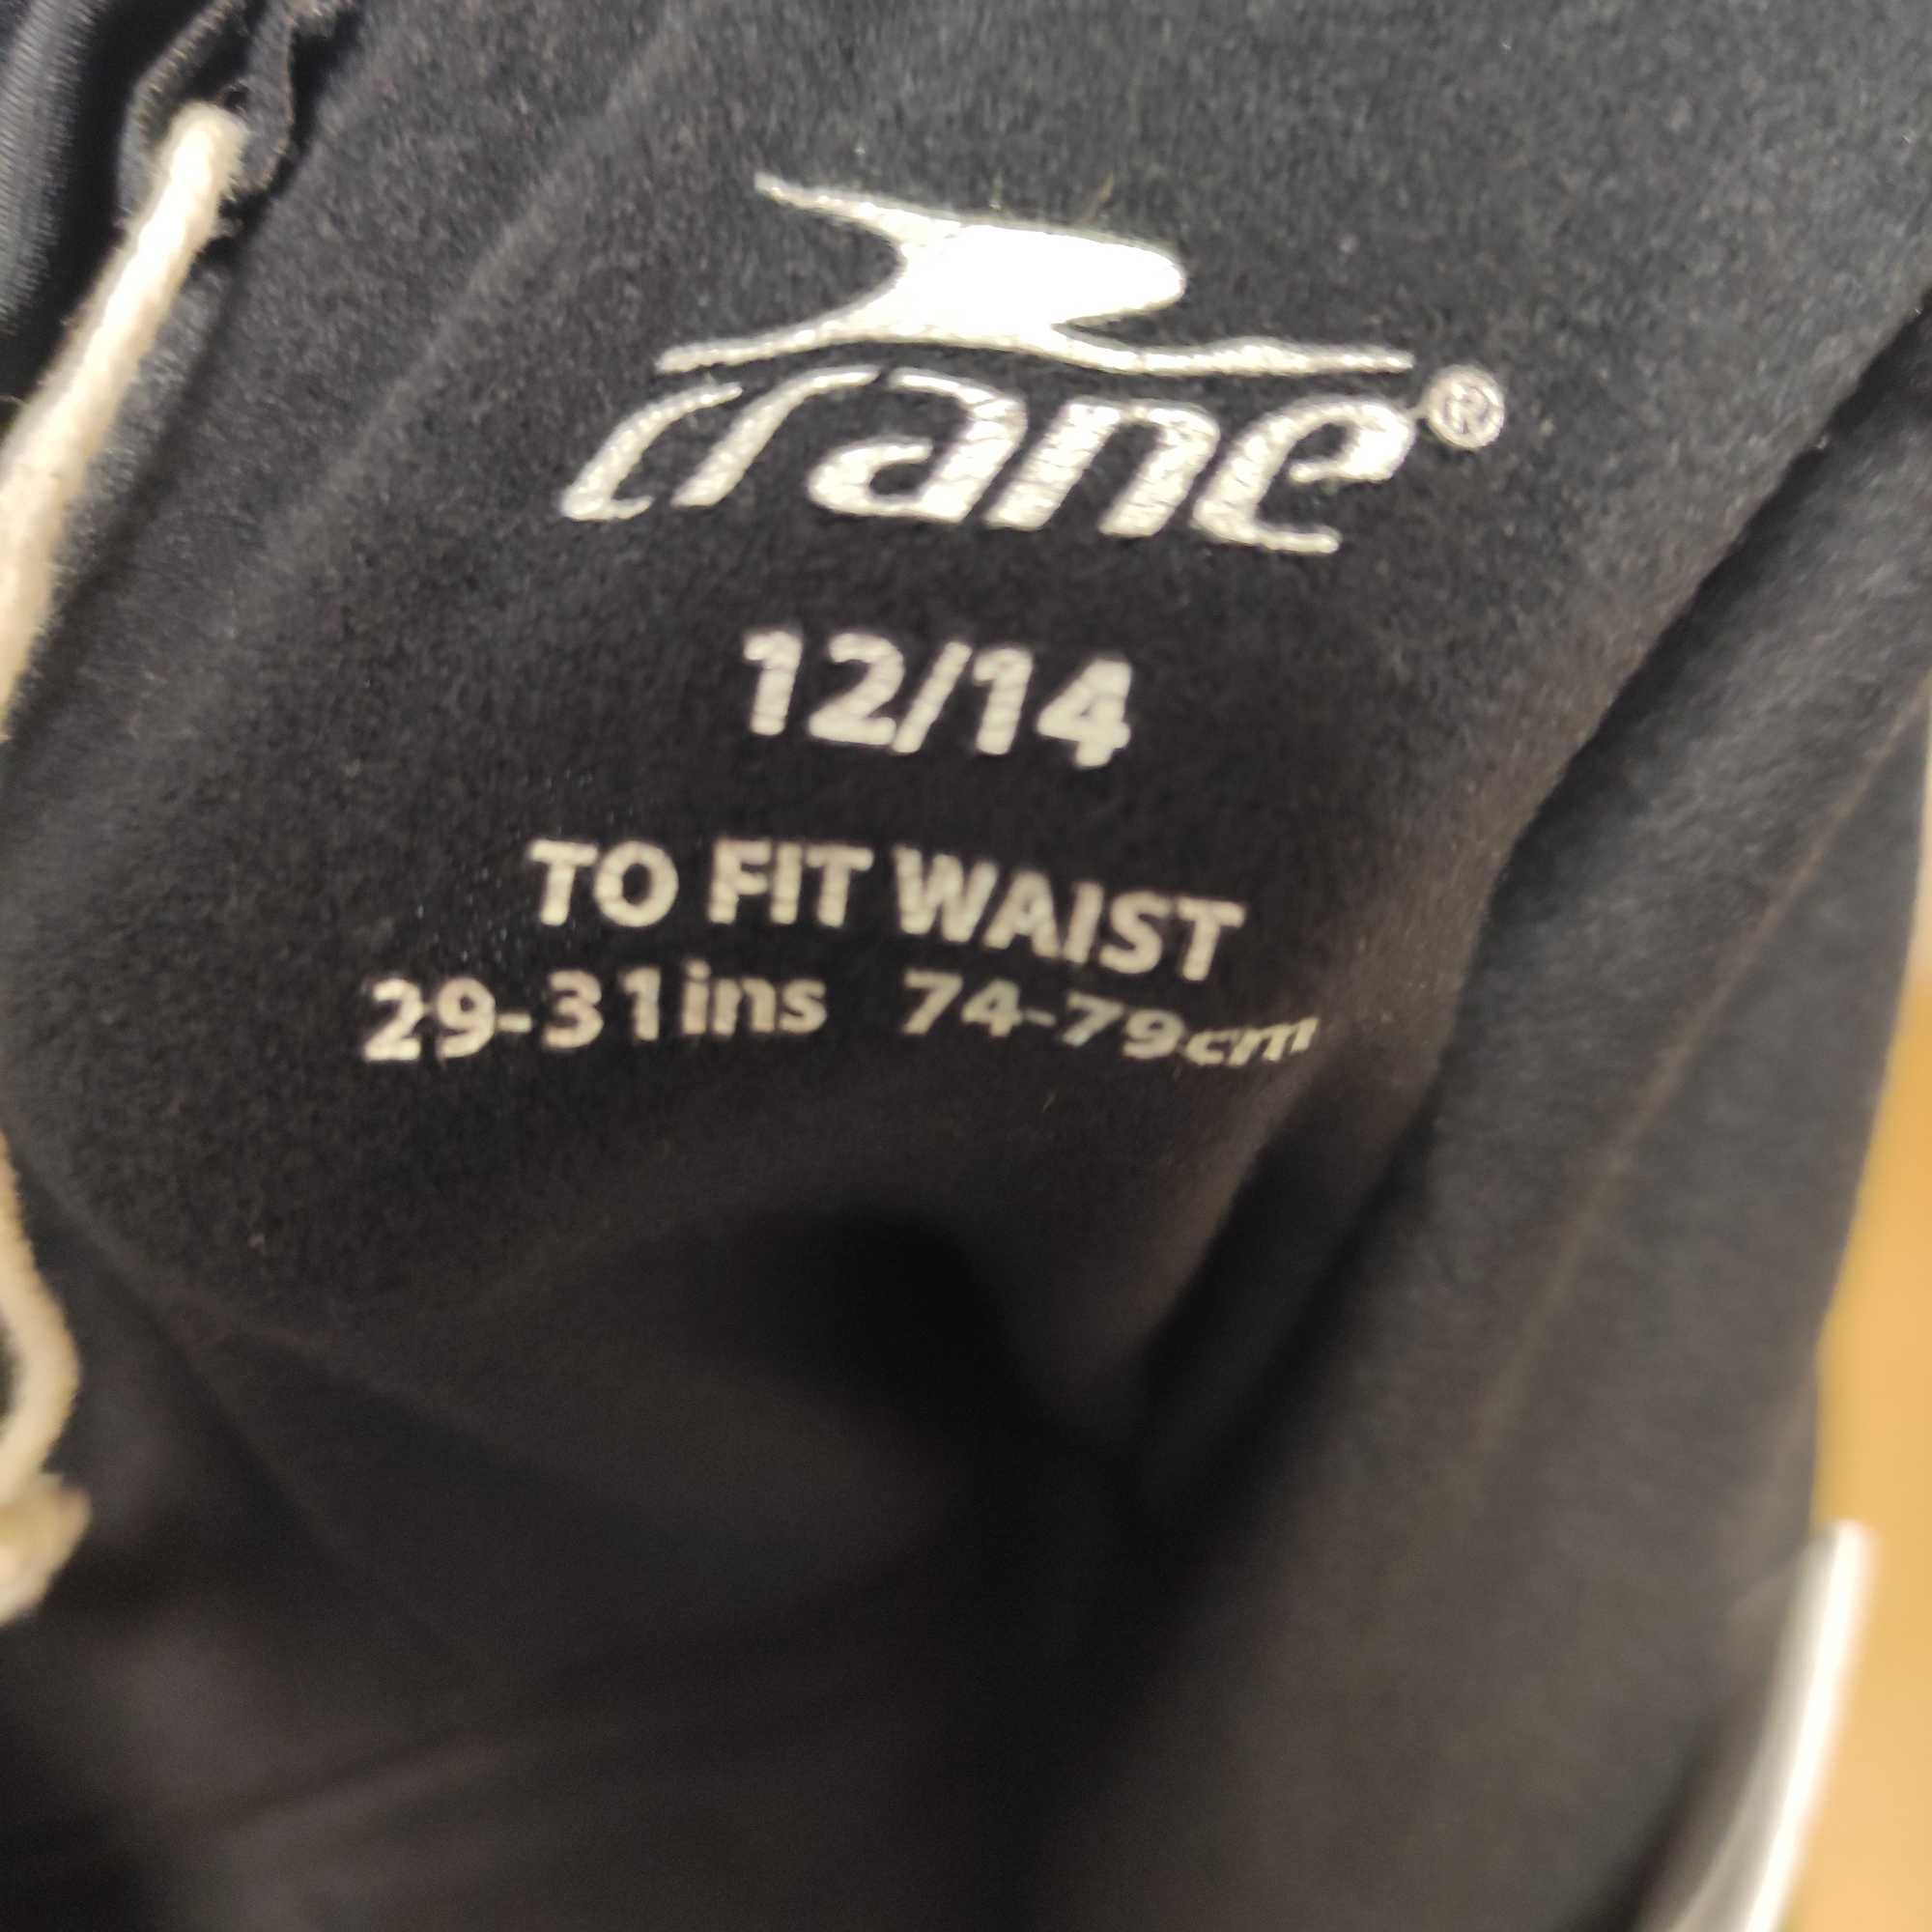 crane®
12/14
TO FIT WAIST
29-31ins 74-79cm